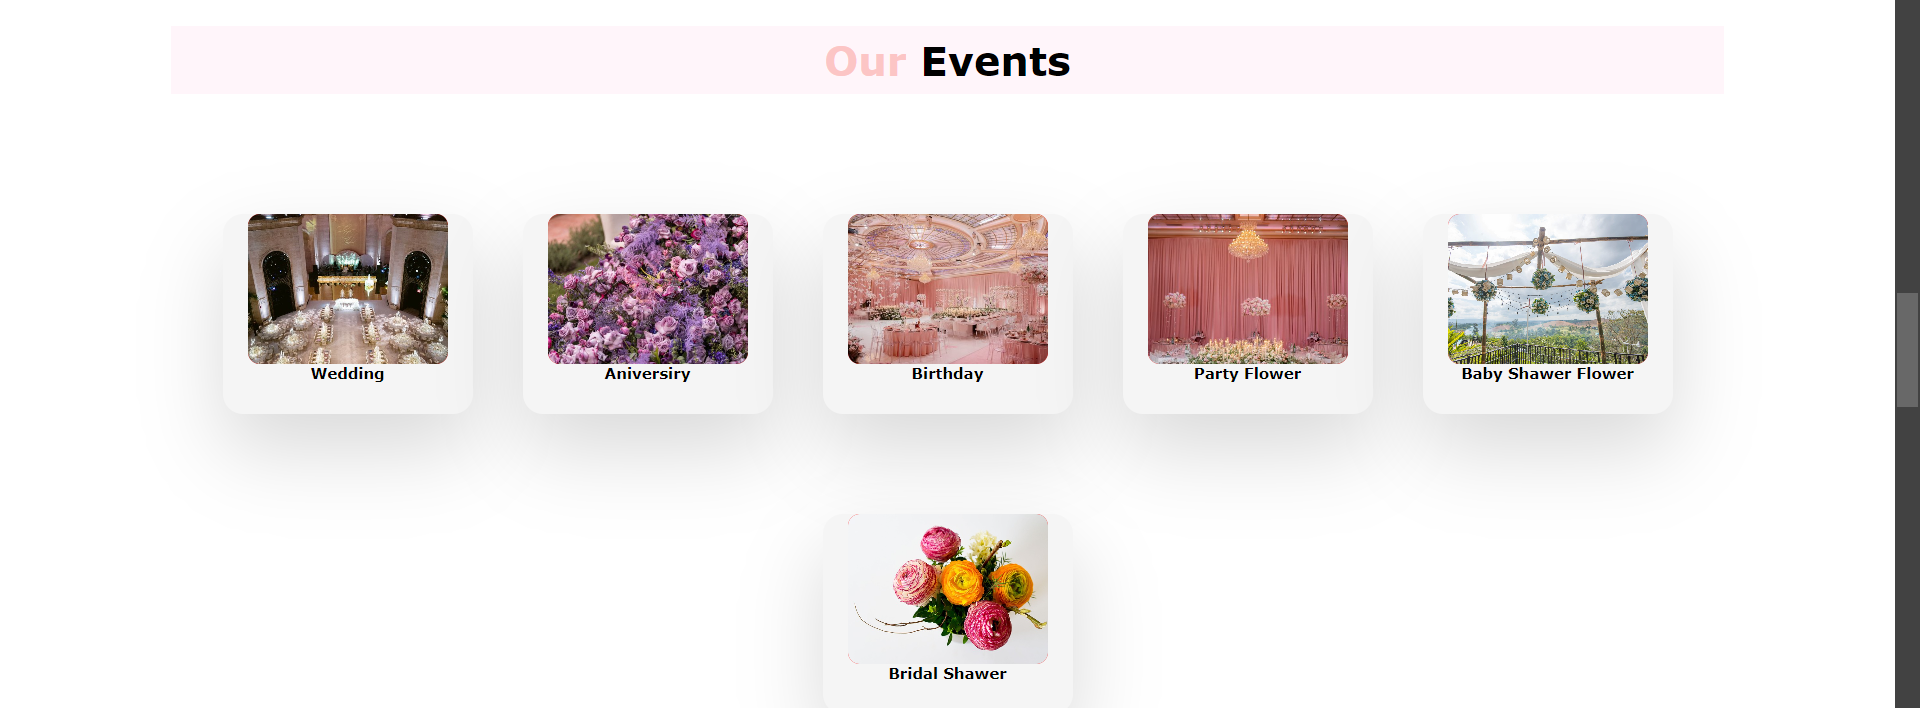 Our Events
Wedding
Aniversiry
Birthday
Party Flower
Baby Shawer Flower
Bridal Shawer